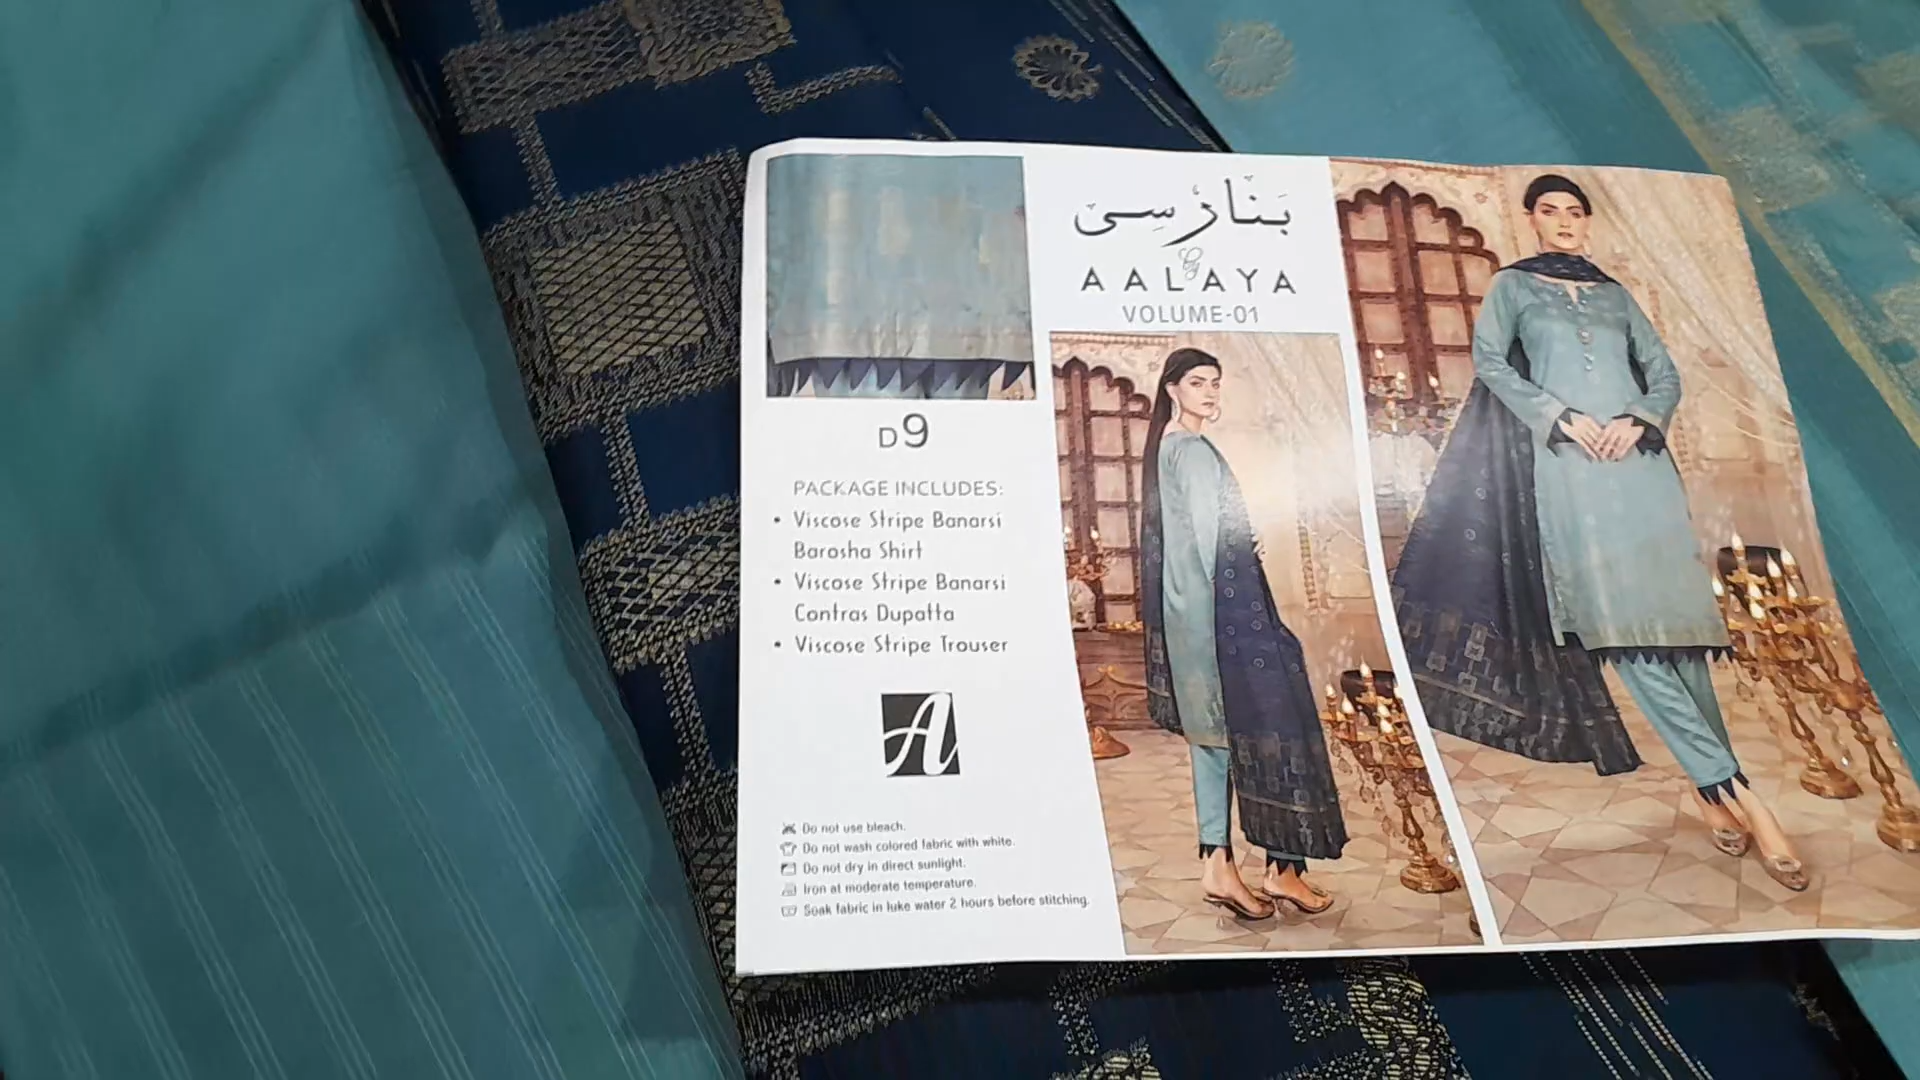 بَنارَسِی
by
AALAYA
VOLUME-01
D9
PACKAGE INCLUDES:
• Viscose Stripe Banarsi
Barosha Shirt
• Viscose Stripe Banarsi
Contras Dupatta
• Viscose Stripe Trouser
A
Do not use bleach.
Do not wash colored fabric with white.
Do not dry in direct sunlight.
Iron at moderate temperature.
Soak fabric in luke water 2 hours before stitching.